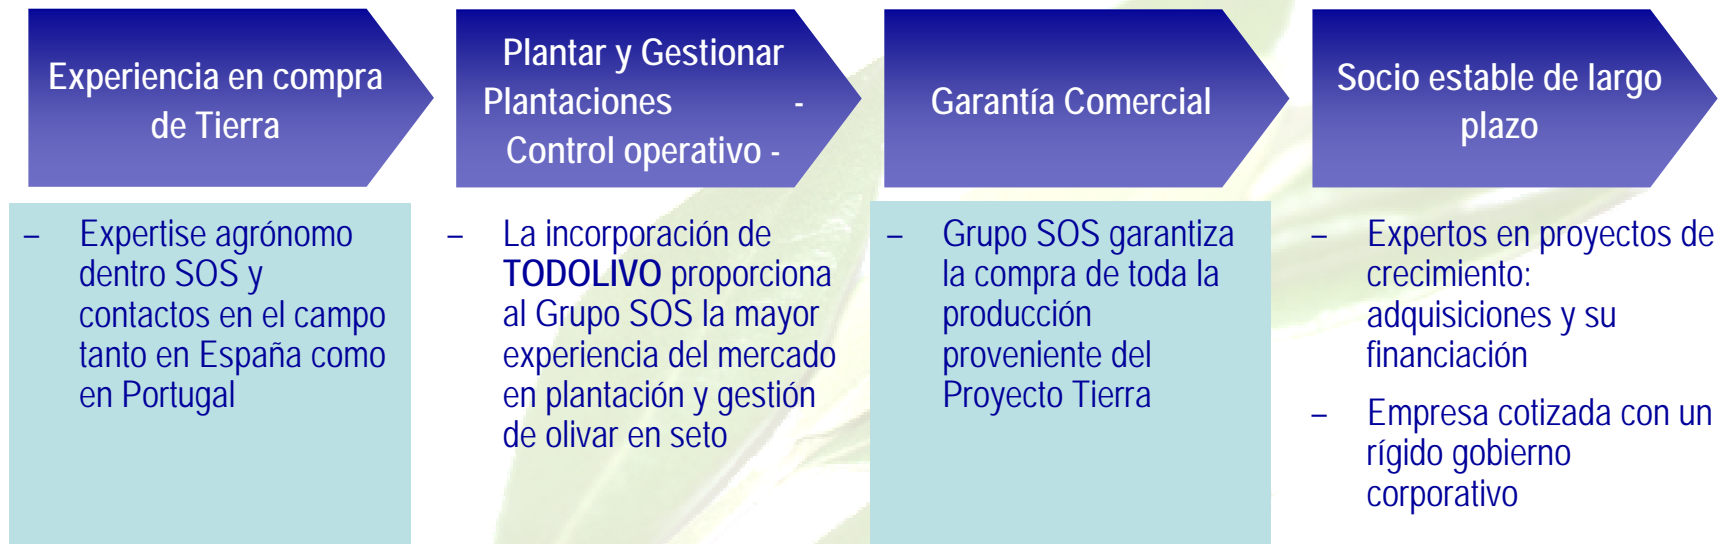 Experiencia en compra
de Tierra
Plantar y Gestionar
Plantaciones -
Control operativo -
Garantía Comercial
Socio estable de largo
plazo
– Expertise agrónomo
dentro SOS y
contactos en el campo
tanto en España como
en Portugal
– La incorporación de
TODOLIVO proporciona
al Grupo SOS la mayor
experiencia del mercado
en plantación y gestión
de olivar en seto
– Grupo SOS garantiza
la compra de toda la
producción
proveniente del
Proyecto Tierra
– Expertos en proyectos de
crecimiento:
adquisiciones y su
financiación
– Empresa cotizada con un
rígido gobierno
corporativo